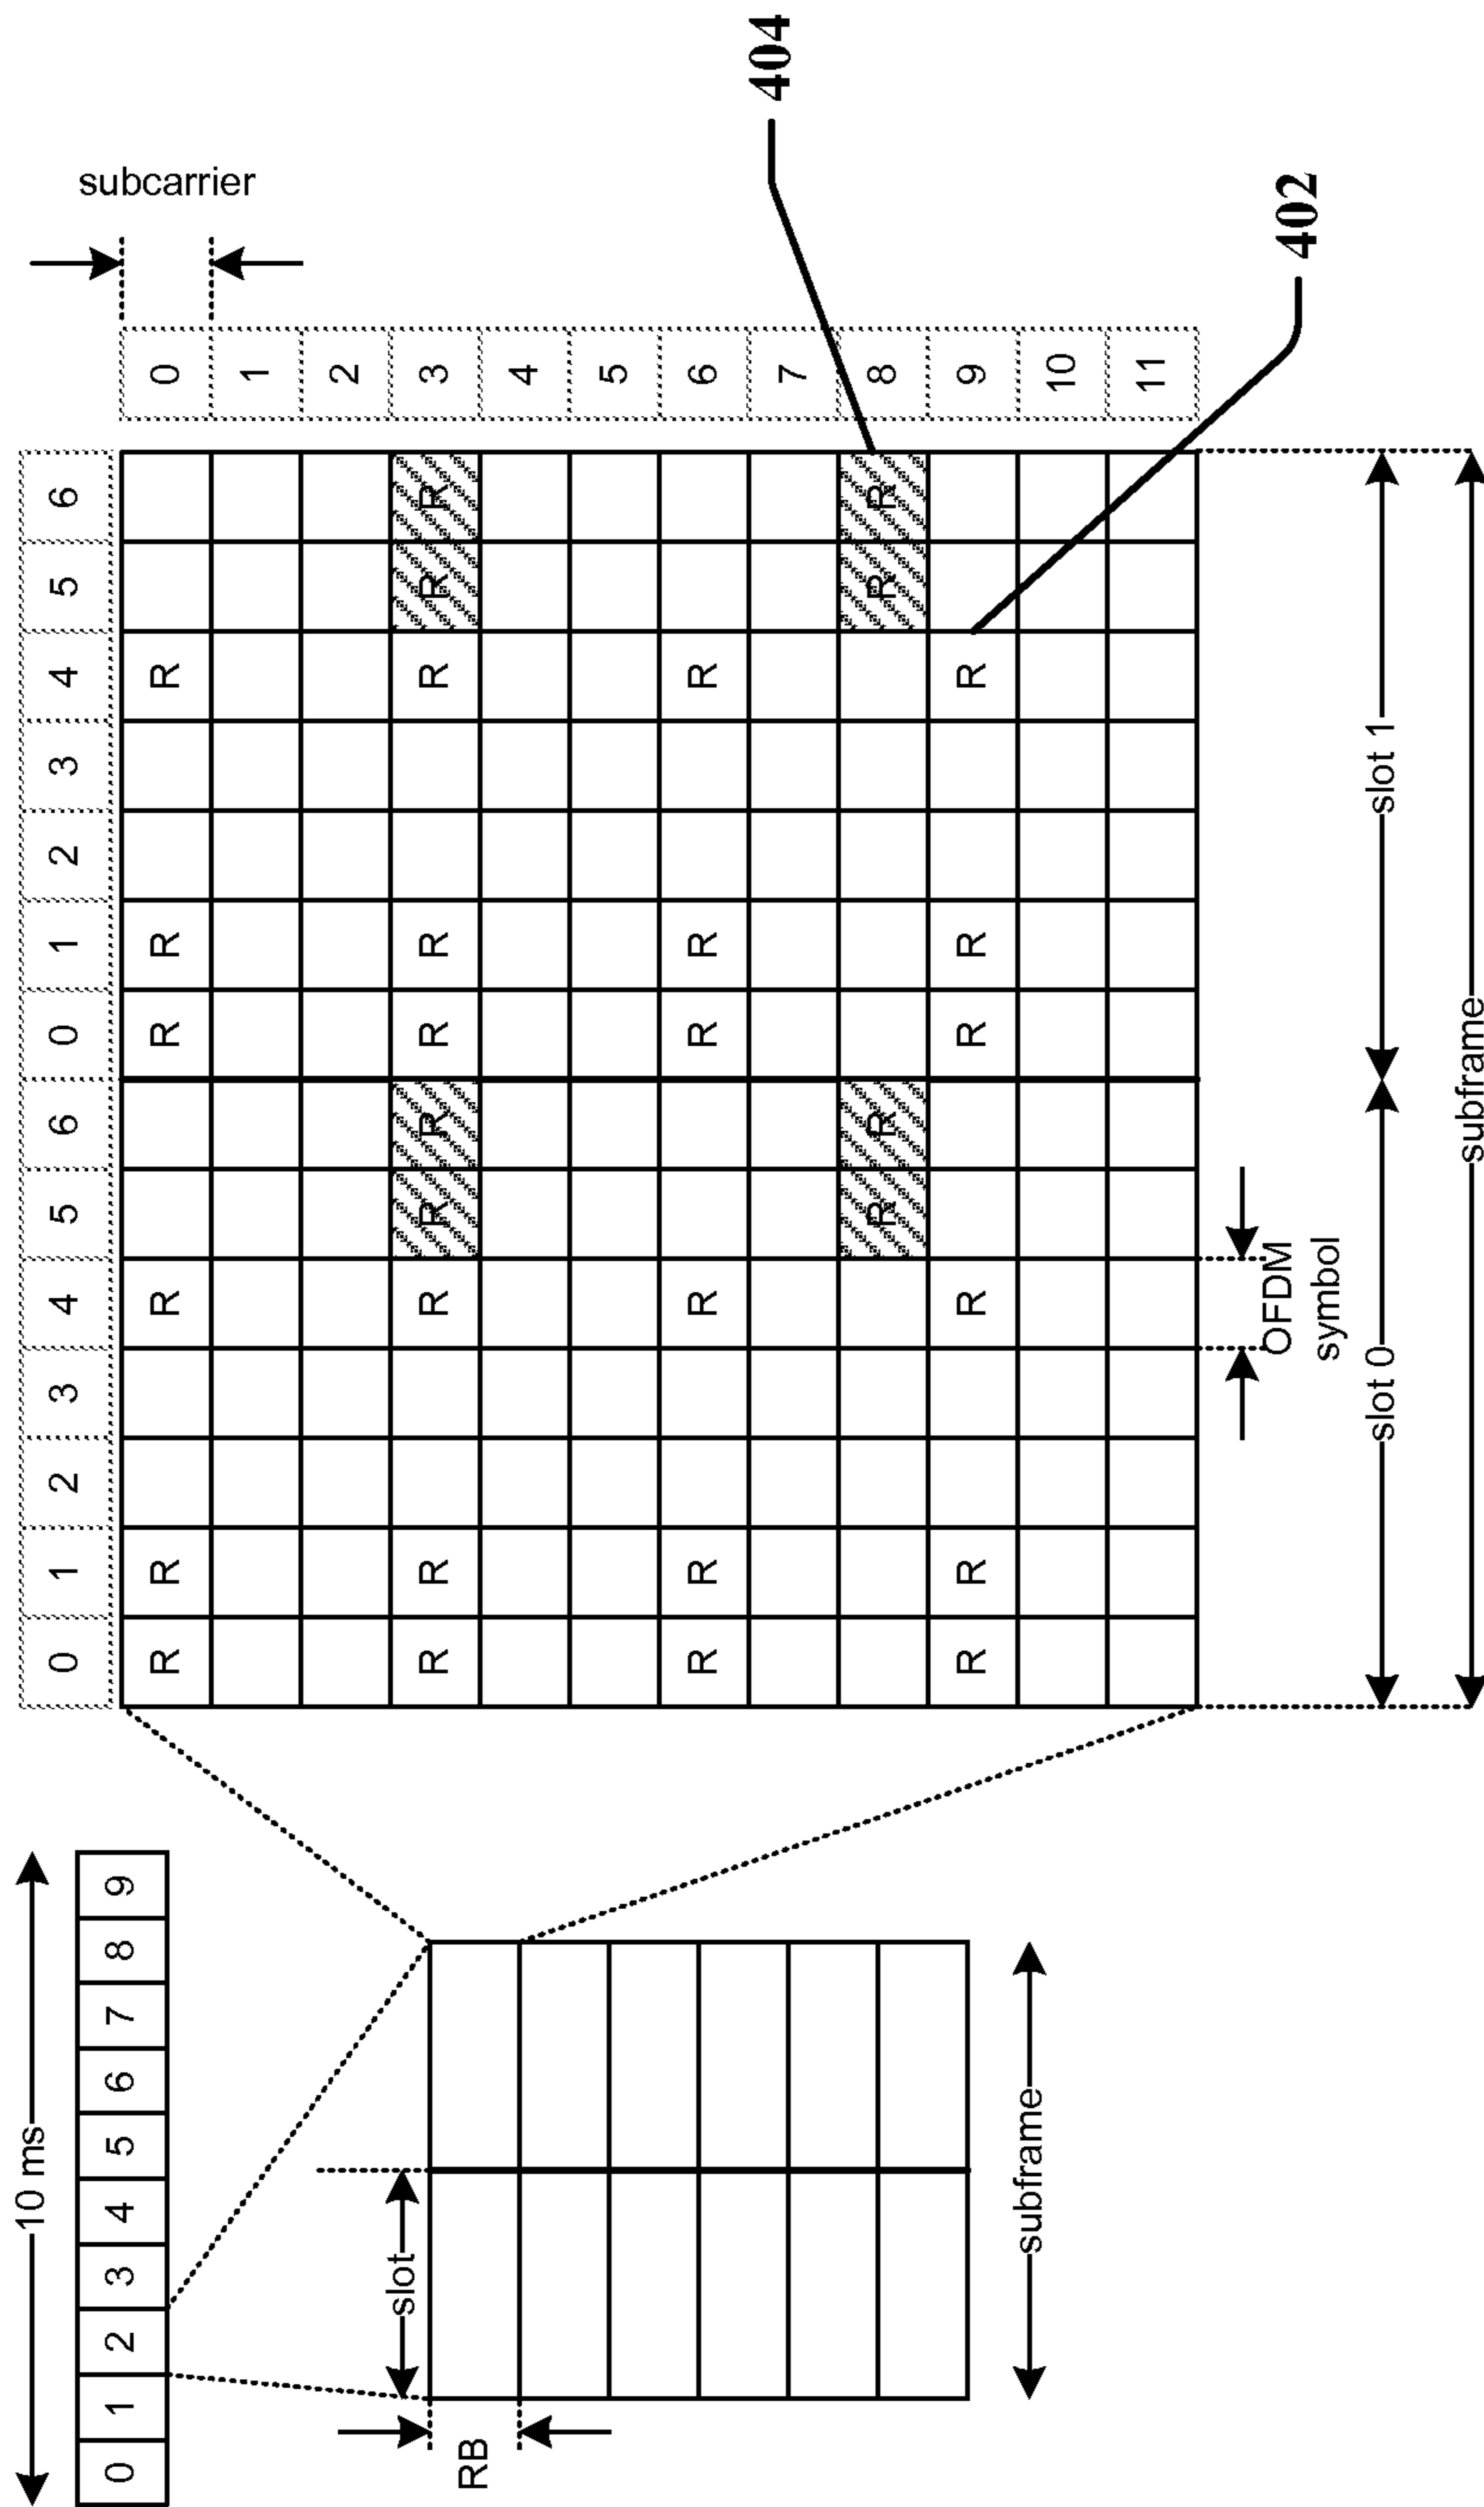 10 ms
0 1 2 3 4 5 6 7 8 9
slot
RB
subframe
0 1 2 3 4 5 6 0 1 2 3 4 5 6
subcarrier
R R R R R R 0
1
2
R R R R R R R R R R 3
4
5
R R R R R R 6
7
R R R R 8
R R R R R R 9
10
11
404
402
OFDM
symbol
slot 0 slot 1
subframe